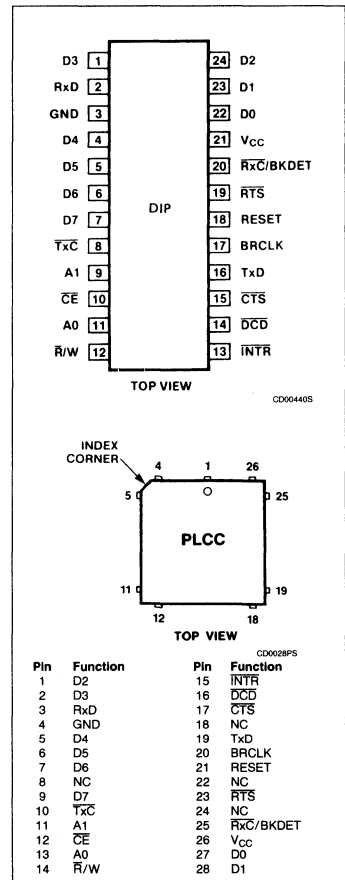 D3 1 24 D2
RxD 2 23 D1
GND 3 22 D0
D4 4 21 VCC
D5 5 20 R̅x̅C̅/BKDET
D6 6 19 R̅T̅S̅
D7 7 18 RESET
DIP
T̅x̅C̅ 8 17 BRCLK
A1 9 16 TxD
C̅E̅ 10 15 C̅T̅S̅
A0 11 14 D̅C̅D̅
R̅/W 12 13 I̅N̅T̅R̅
TOP VIEW
CD00440S
INDEX
CORNER
4 1 26
5 25
PLCC
11 19
12 18
TOP VIEW
CD0028PS
Pin Function Pin Function
1 D2 15 I̅N̅T̅R̅
2 D3 16 D̅C̅D̅
3 RxD 17 C̅T̅S̅
4 GND 18 NC
5 D4 19 TxD
6 D5 20 BRCLK
7 D6 21 RESET
8 NC 22 NC
9 D7 23 R̅T̅S̅
10 T̅x̅C̅ 24 NC
11 A1 25 R̅x̅C̅/BKDET
12 C̅E̅ 26 VCC
13 A0 27 D0
14 R̅/W 28 D1